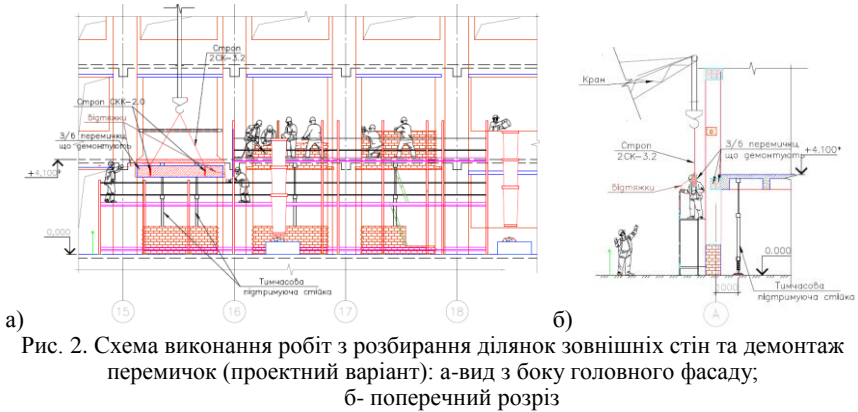 Строп
2СК-3.2
Строп СКК-2.0
Відтяжки
З/б перемички,
що демонтують
+4,100*
0,000
15
16
17
18
Тимчасова
підтримуюча стійка
а)
Кран
Строп
2СК-3.2
Відтяжки
З/б перемички,
що демонтують
+4,100*
0.000
1000
Тимчасова
підтримуюча стійка
А
б)
Рис. 2. Схема виконання робіт з розбирання ділянок зовнішніх стін та демонтаж
перемичок (проектний варіант): а-вид з боку головного фасаду;
б- поперечний розріз